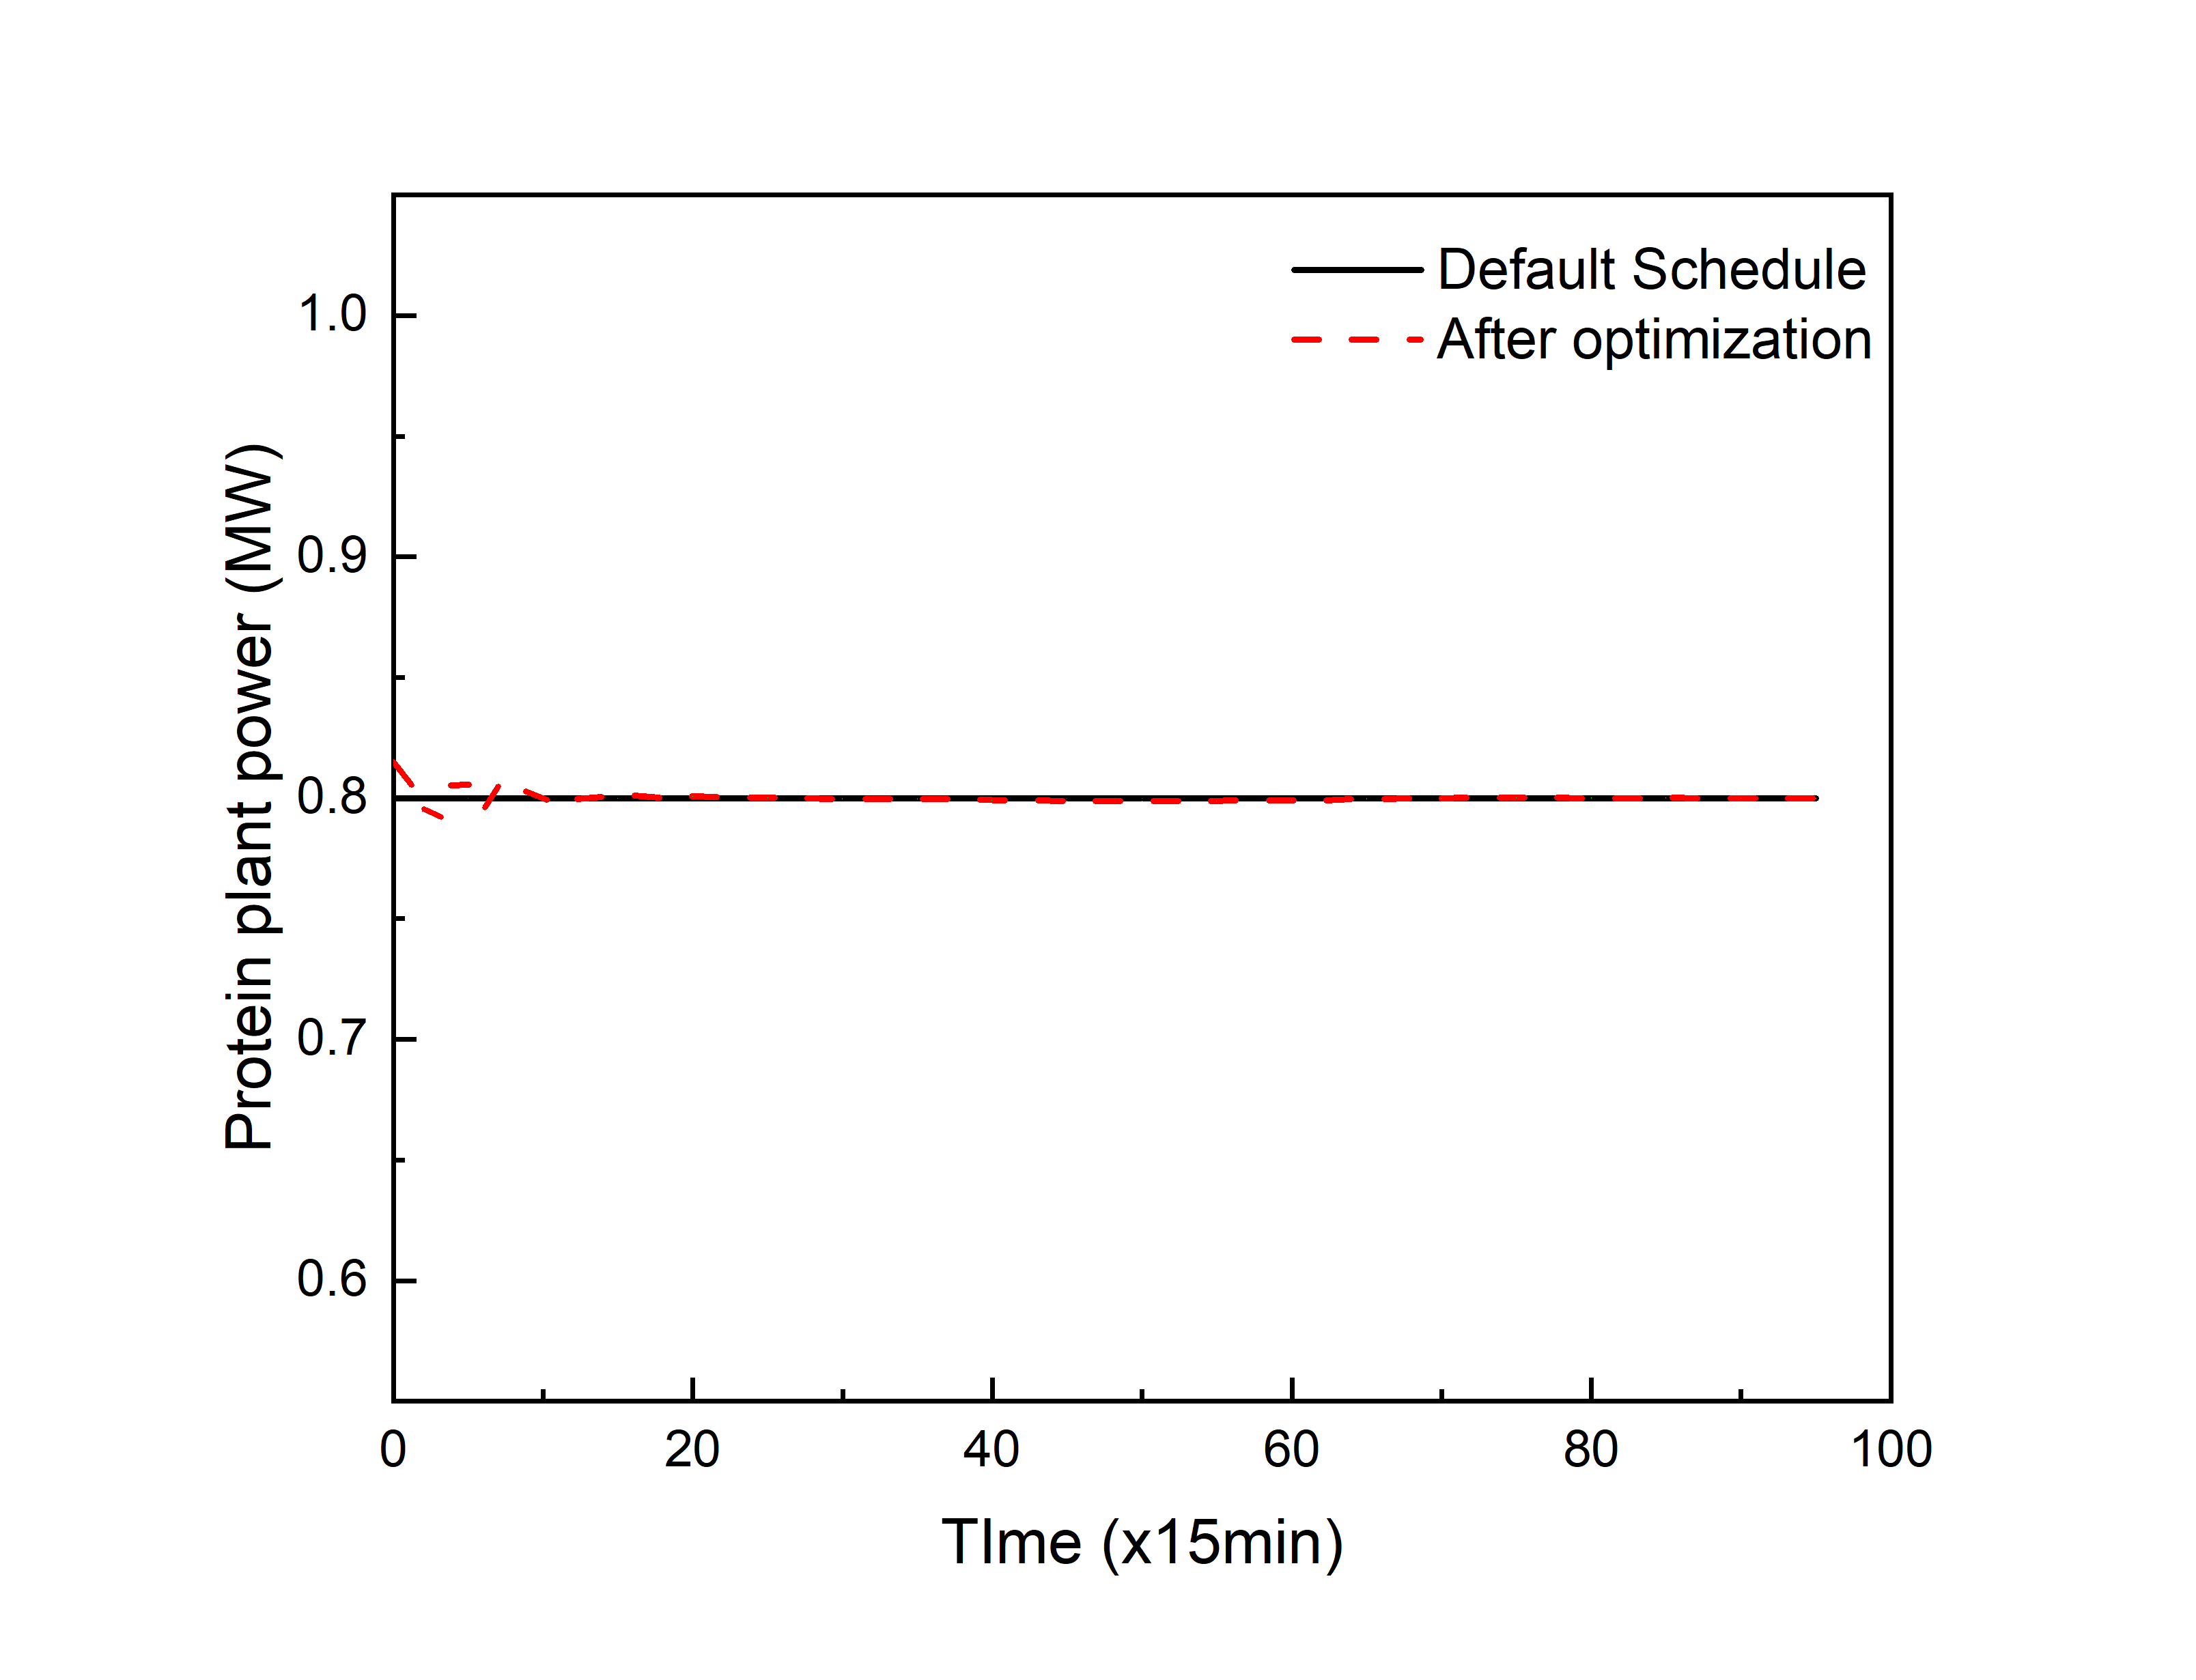 Default Schedule
After optimization
1.0
0.9
0.8
0.7
0.6
Protein plant power (MW)
0 20 40 60 80 100
TIme (x15min)